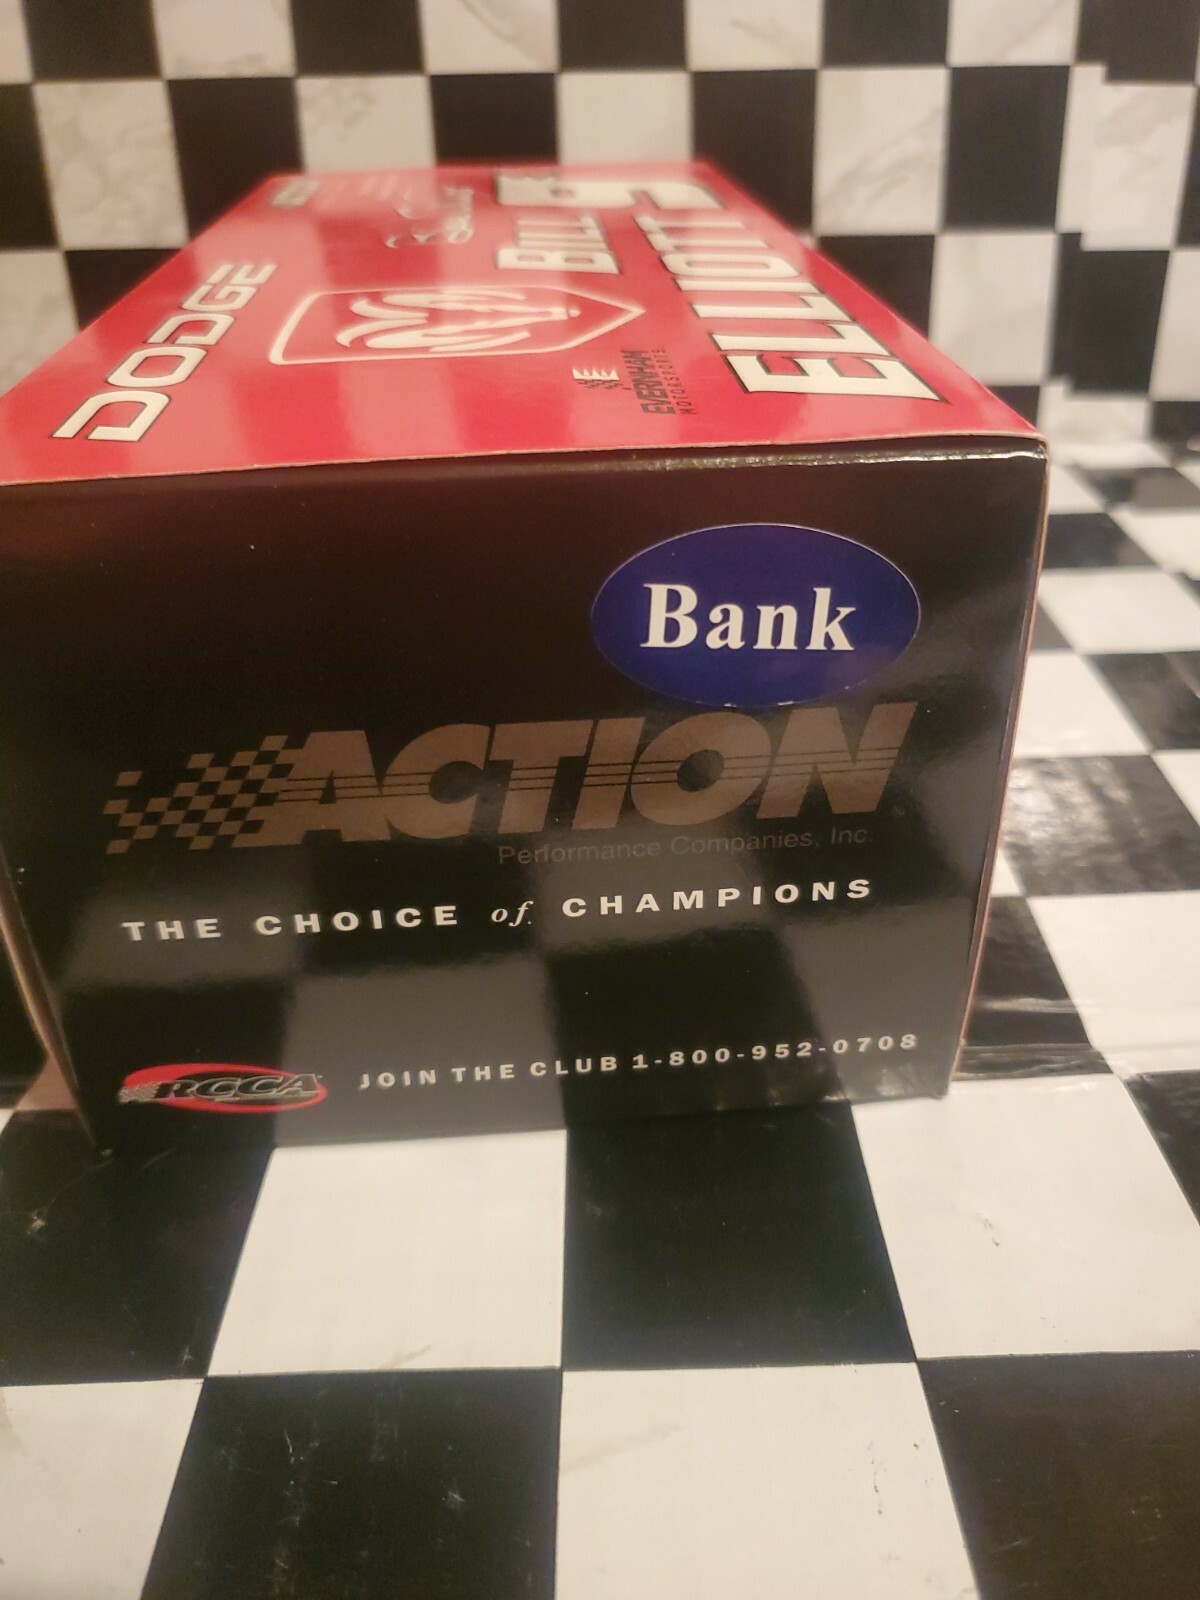 DODGE
BILL
ELLIOTT
9
EVERNHAM
MOTORSPORTS
Bank
ACTION
Performance Companies, Inc.
THE CHOICE of CHAMPIONS
RCCA
JOIN THE CLUB 1-800-952-0708